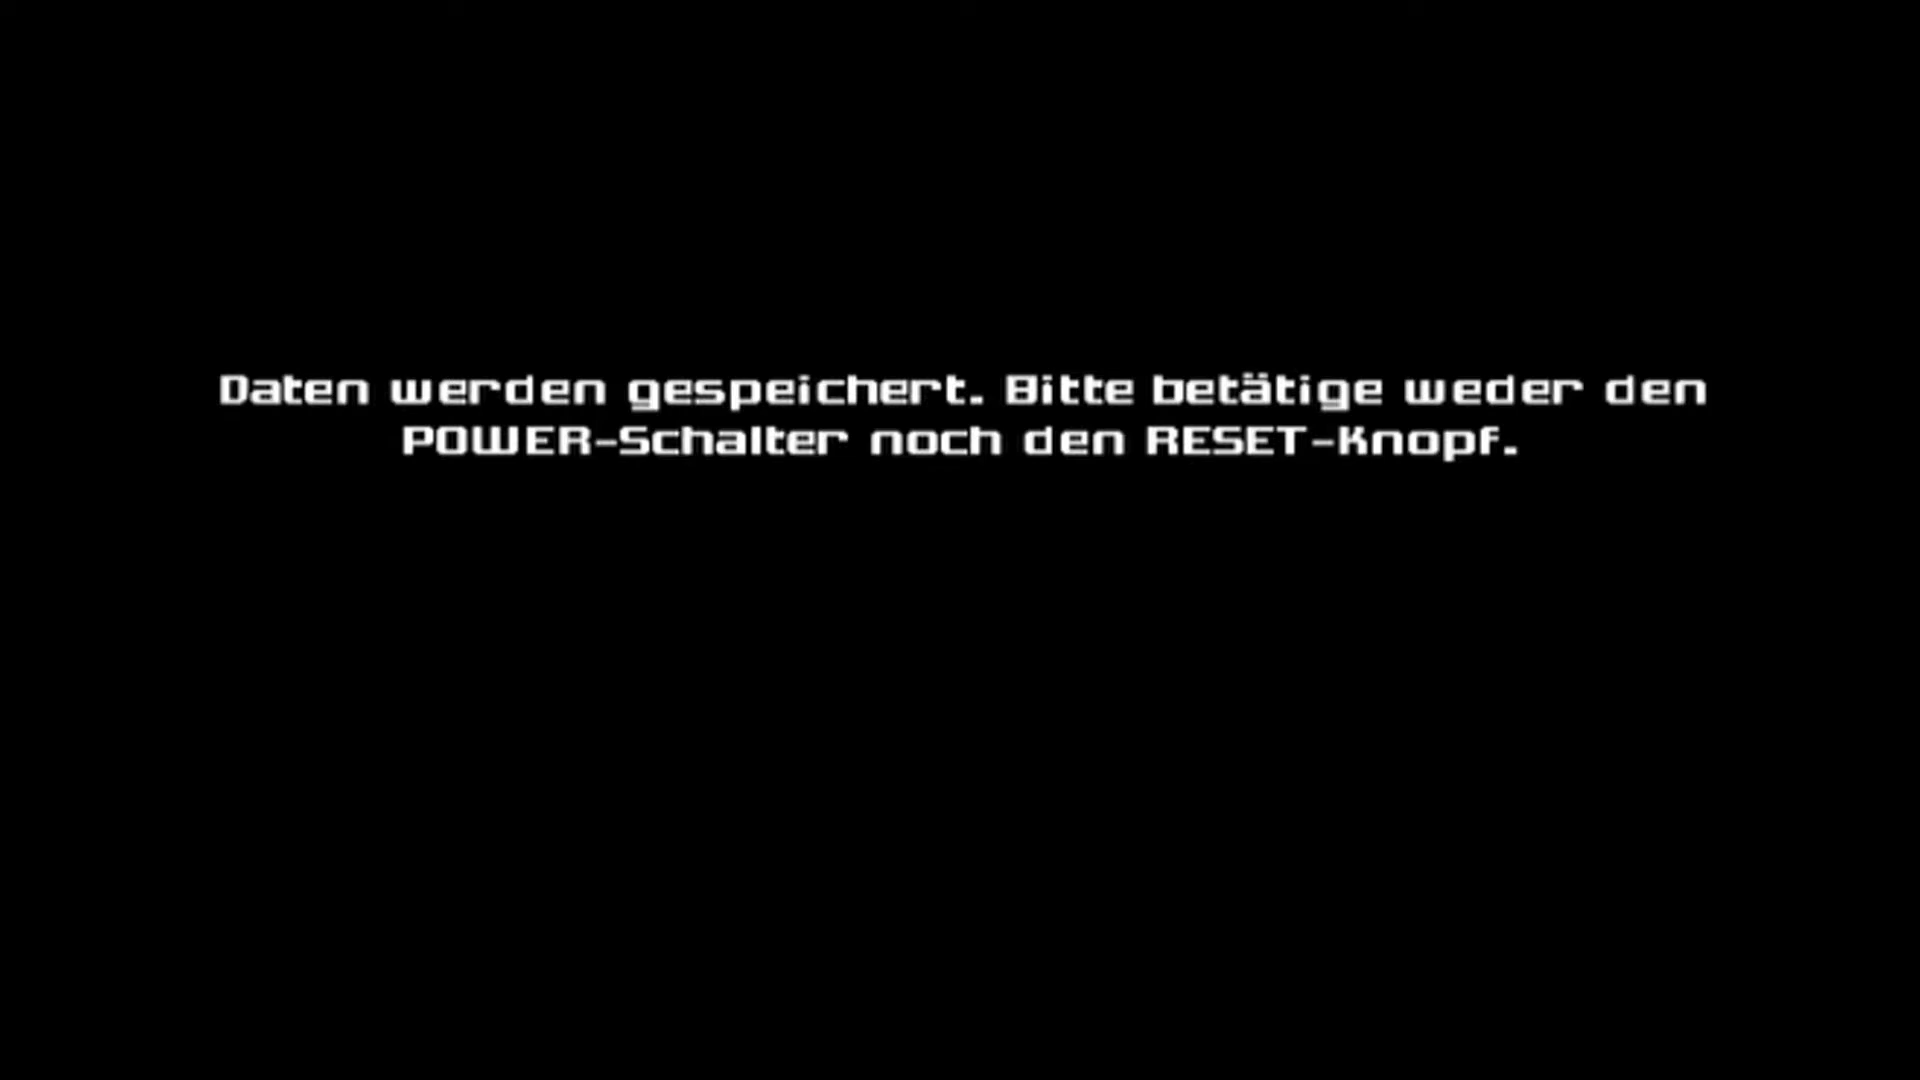 Daten werden gespeichert. Bitte betätige weder den
POWER-Schalter noch den RESET-Knopf.